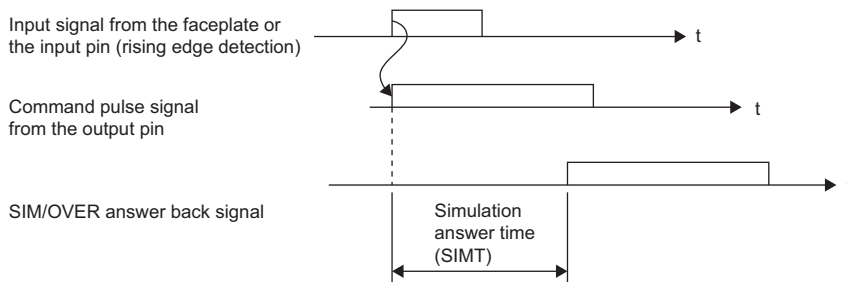 Input signal from the faceplate or
the input pin (rising edge detection)
t
Command pulse signal
from the output pin
t
SIM/OVER answer back signal
Simulation
answer time
(SIMT)